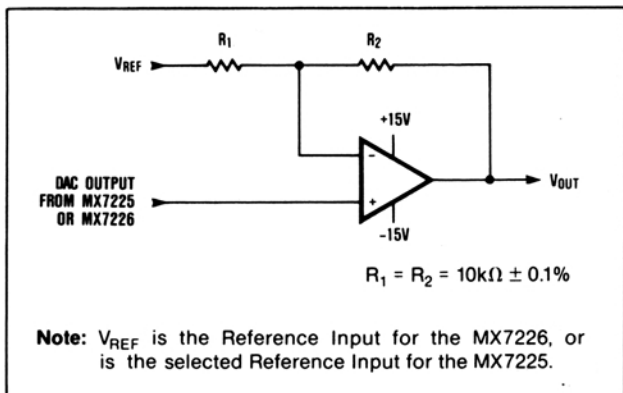 R1
R2
VREF
+15V
-
DAC OUTPUT
FROM MX7225
OR MX7226
+
VOUT
-15V
R1 = R2 = 10kΩ ± 0.1%
Note: VREF is the Reference Input for the MX7226, or
is the selected Reference Input for the MX7225.